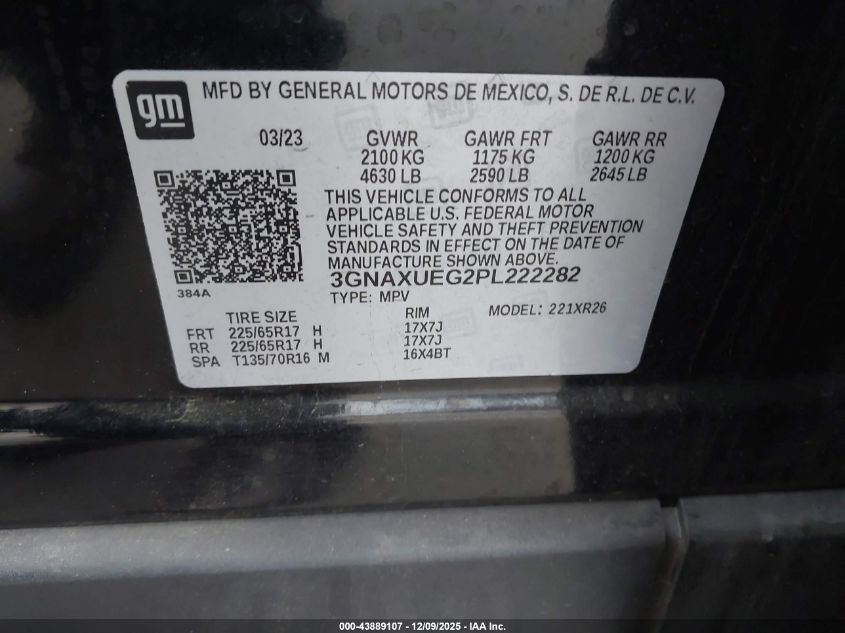 gm
MFD BY GENERAL MOTORS DE MEXICO, S. DE R.L. DE C.V.
03/23 GVWR GAWR FRT GAWR RR
2100 KG 1175 KG 1200 KG
4630 LB 2590 LB 2645 LB
THIS VEHICLE CONFORMS TO ALL
APPLICABLE U.S. FEDERAL MOTOR
VEHICLE SAFETY AND THEFT PREVENTION
STANDARDS IN EFFECT ON THE DATE OF
MANUFACTURE SHOWN ABOVE.
3GNAXUEG2PL222282
384A
TYPE: MPV
TIRE SIZE RIM MODEL: 221XR26
FRT 225/65R17 H 17X7J
RR 225/65R17 H 17X7J
SPA T135/70R16 M 16X4BT
000-43889107 - 12/09/2025 - IAA Inc.